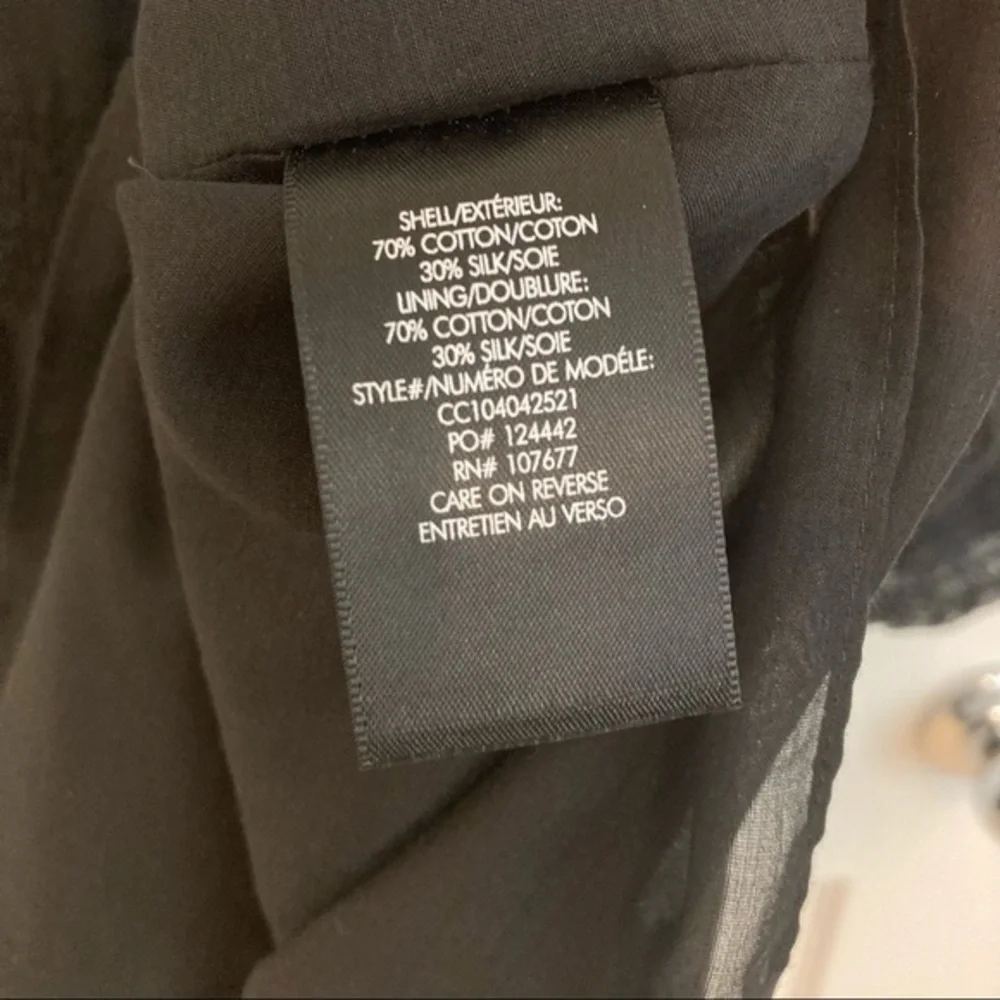 SHELL/EXTÉRIEUR:
70% COTTON/COTON
30% SILK/SOIE
LINING/DOUBLURE:
70% COTTON/COTON
30% SILK/SOIE
STYLE#/NUMÉRO DE MODÉLE:
CC104042521
PO# 124442
RN# 107677
CARE ON REVERSE
ENTRETIEN AU VERSO